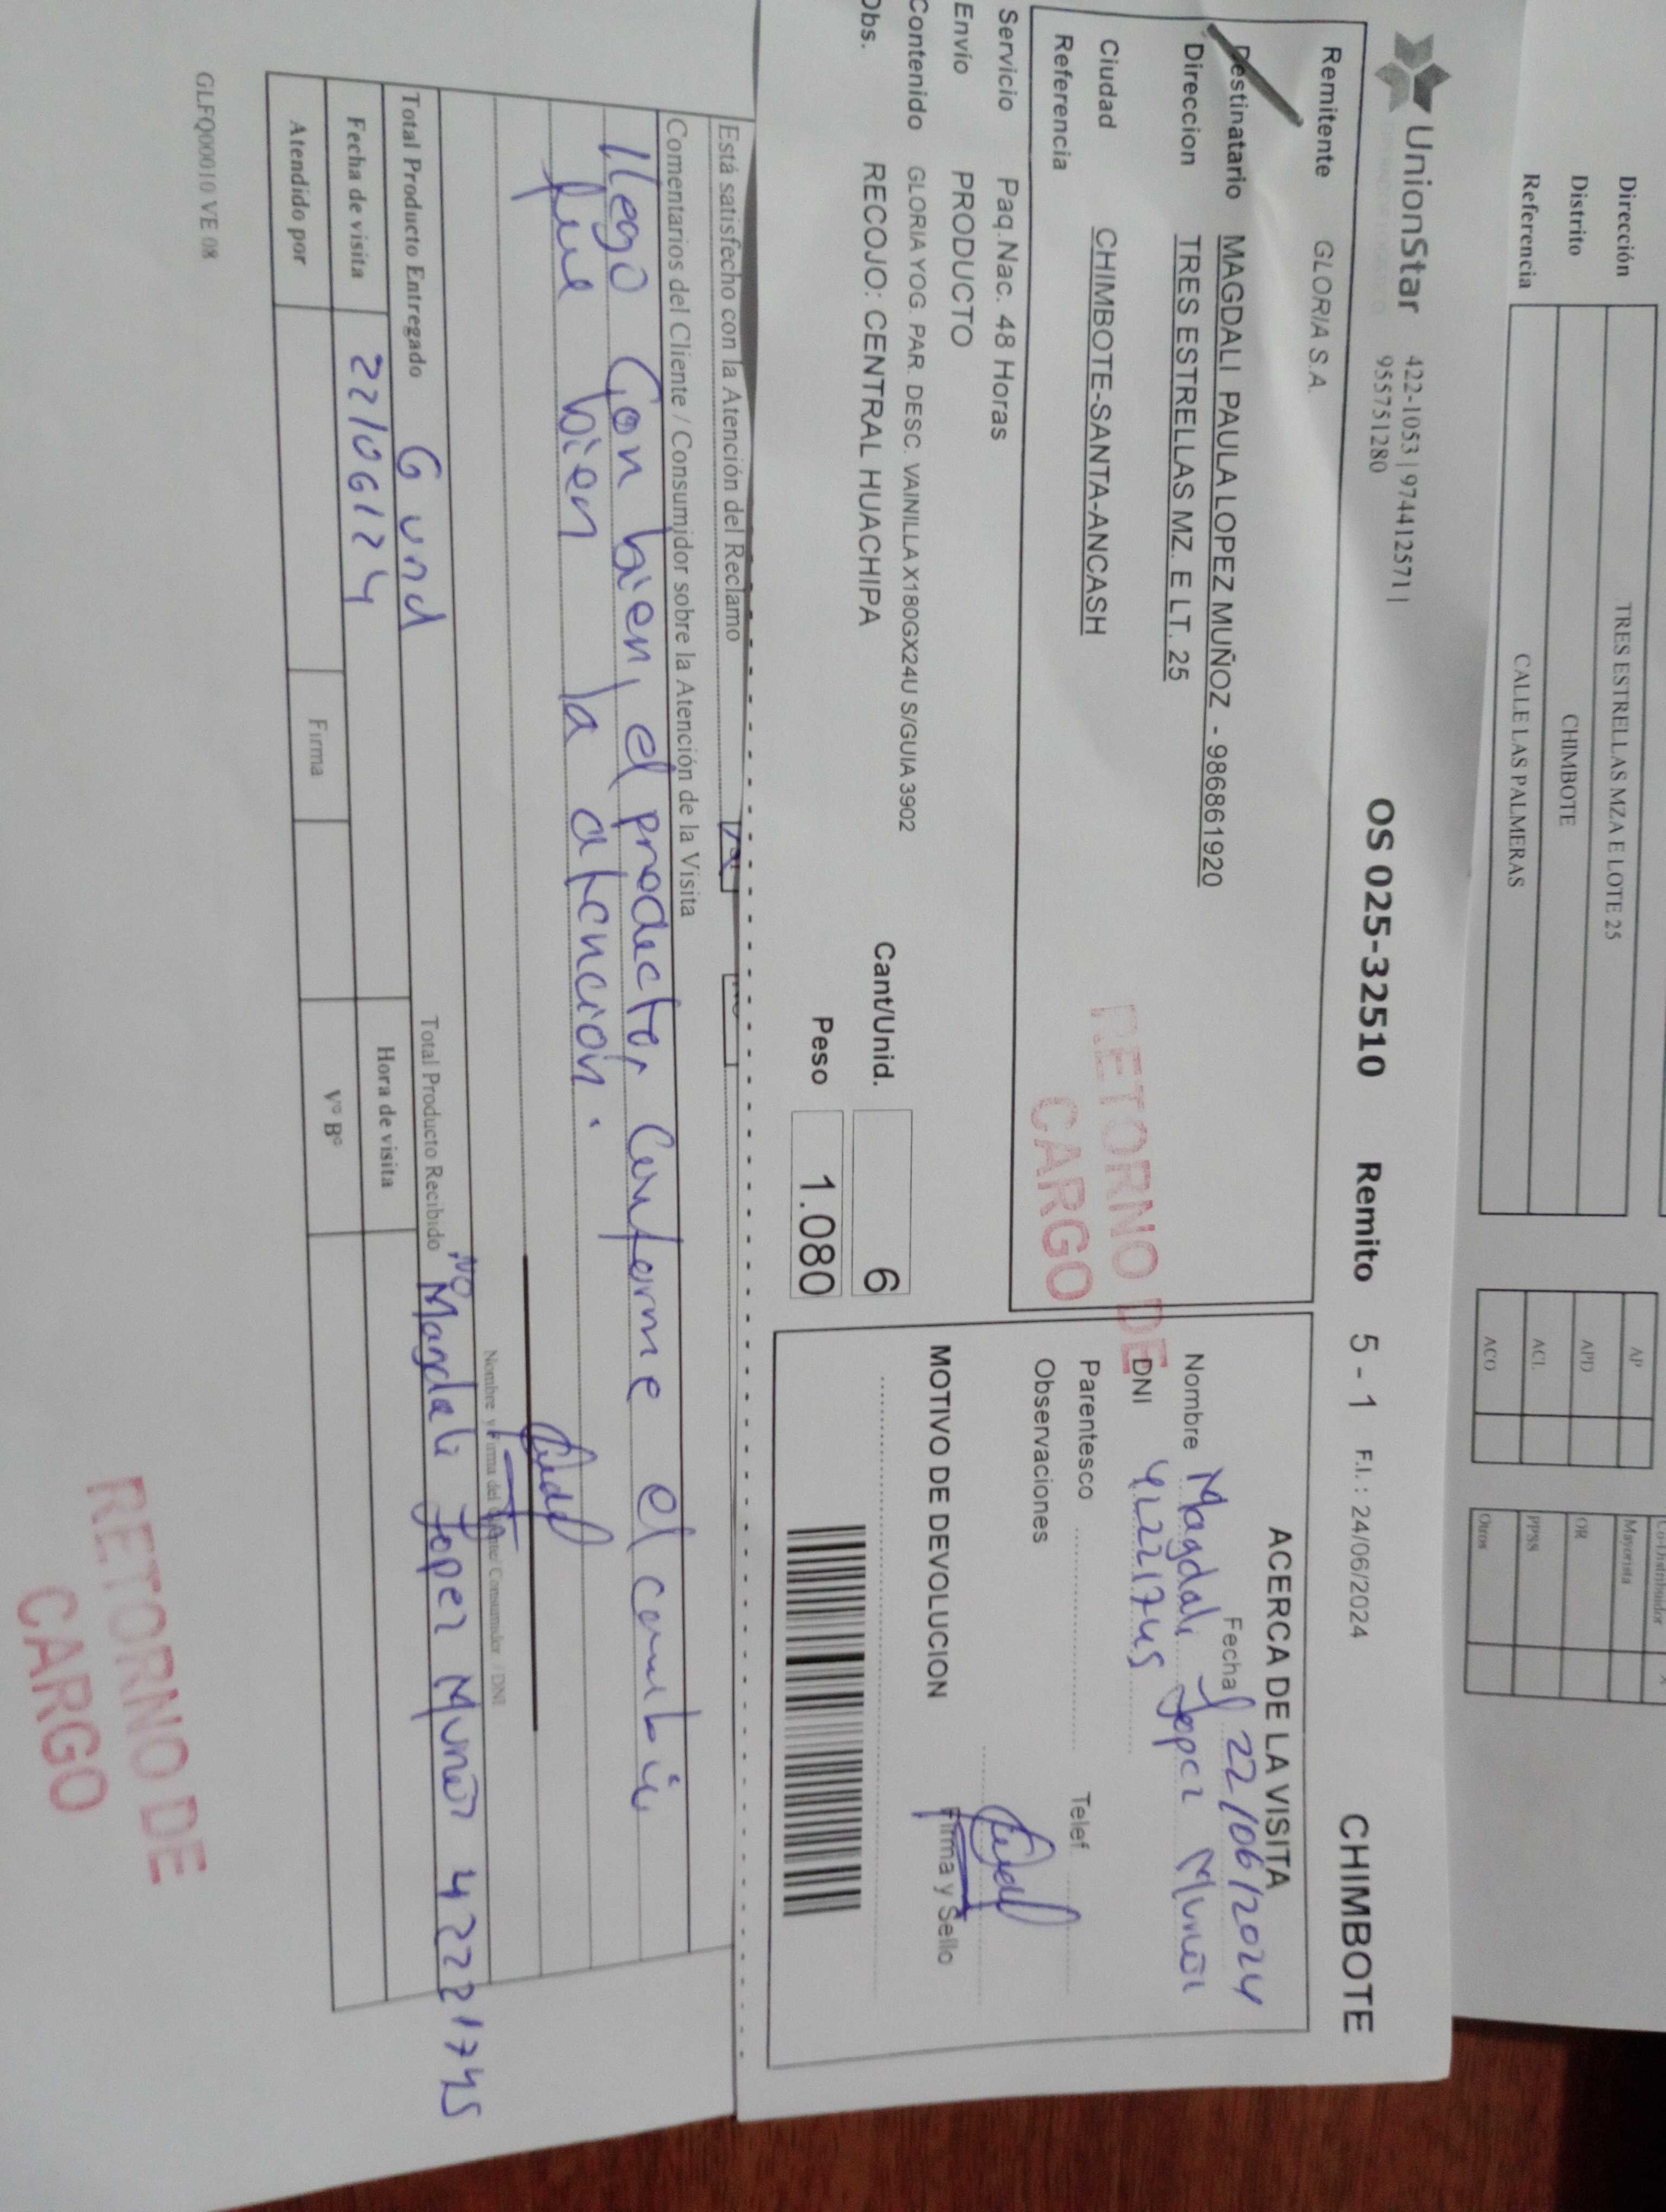 Dirección TRES ESTRELLAS MZA E LOTE 25
Distrito CHIMBOTE
Referencia CALLE LAS PALMERAS
AP
APD
ACL
ACO
Co-Distribuidor X
Mayorista
OR
PPSS
Otros
UnionStar 422-1053 | 974412571 |
955751280
OS 025-32510 Remito 5 - 1 F.I.: 24/06/2024 CHIMBOTE
Remitente GLORIA S.A.
Destinatario MAGDALI PAULA LOPEZ MUÑOZ - 986861920
Direccion TRES ESTRELLAS MZ. E LT. 25
Ciudad CHIMBOTE-SANTA-ANCASH
Referencia
RETORNO DE
CARGO
Servicio Paq.Nac. 48 Horas
Envio PRODUCTO
Contenido GLORIA YOG. PAR. DESC. VAINILLA X180GX24U S/GUIA 3902
Obs. RECOJO: CENTRAL HUACHIPA
Cant/Unid. 6
Peso 1.080
ACERCA DE LA VISITA
Fecha 22/06/2024
Nombre Magdali Lopez Muñoz
DNI 42221745
Parentesco Telef
Observaciones
Firma y Sello
MOTIVO DE DEVOLUCION
Está satisfecho con la Atención del Reclamo
Comentarios del Cliente / Consumidor sobre la Atención de la Visita
llego Con bien el producto, Conforme el cambio
fue bien la atención.
Nombre y Firma del Cliente/ Consumidor / DNI
Total Producto Entregado 6 und Total Producto Recibido NO
Magdali Lopez Muñoz 42221745
Fecha de visita 22/06/24 Hora de visita
Atendido por Firma V° B°
GLFQ00010 VE 08
RETORNO DE
CARGO